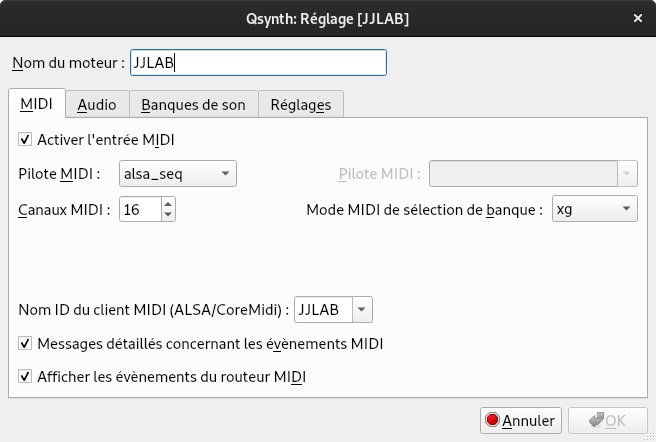 Qsynth: Réglage [JJLAB]
Nom du moteur : JJLAB
MIDI Audio Banques de son Réglages
Activer l'entrée MIDI
Pilote MIDI : alsa_seq Pilote MIDI :
Canaux MIDI : 16 Mode MIDI de sélection de banque : xg
Nom ID du client MIDI (ALSA/CoreMidi) : JJLAB
Messages détaillés concernant les évènements MIDI
Afficher les évènements du routeur MIDI
Annuler OK